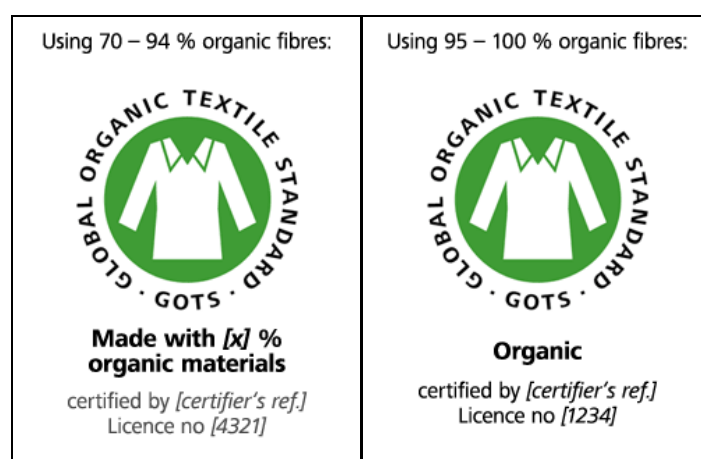 Using 70 – 94 % organic fibres:
GLOBAL ORGANIC TEXTILE STANDARD · GOTS ·
Made with [x] %
organic materials
certified by [certifier's ref.]
Licence no [4321]
Using 95 – 100 % organic fibres:
GLOBAL ORGANIC TEXTILE STANDARD · GOTS ·
Organic
certified by [certifier's ref.]
Licence no [1234]